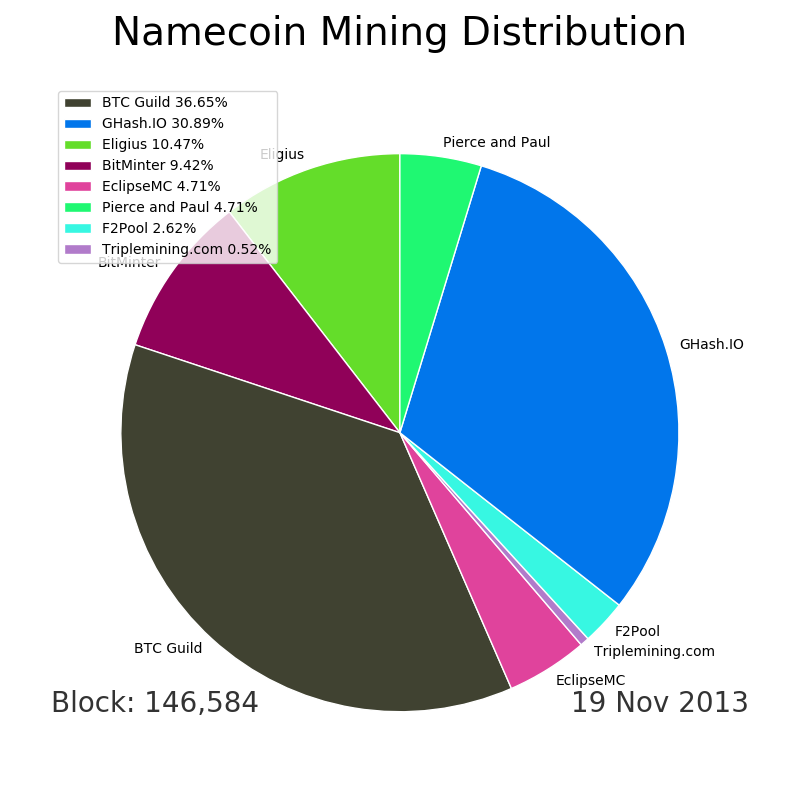 Namecoin Mining Distribution
BTC Guild 36.65%
GHash.IO 30.89%
Eligius 10.47%
BitMinter 9.42%
EclipseMC 4.71%
Pierce and Paul 4.71%
F2Pool 2.62%
Triplemining.com 0.52%
Pierce and Paul
Eligius
BitMinter
GHash.IO
BTC Guild
F2Pool
Triplemining.com
EclipseMC
Block: 146,584
19 Nov 2013